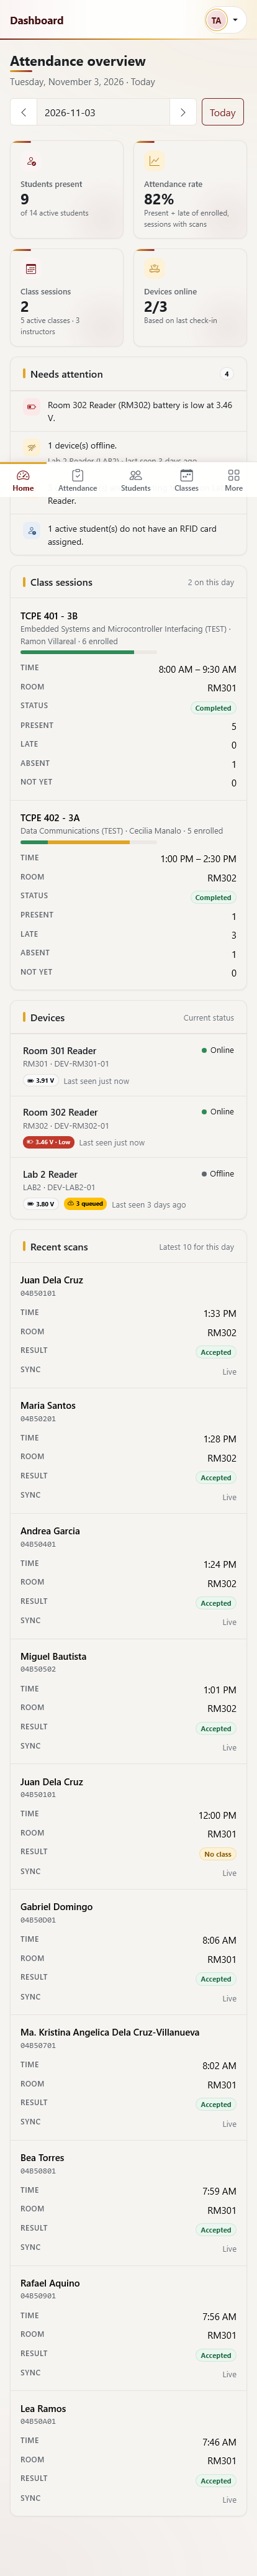 Dashboard
TA
Attendance overview
Tuesday, November 3, 2026 · Today
2026-11-03
Today
Students present
9
of 14 active students
Attendance rate
82%
Present + late of enrolled,
sessions with scans
Class sessions
2
5 active classes · 3
instructors
Devices online
2/3
Based on last check-in
Needs attention
4
Room 302 Reader (RM302) battery is low at 3.46
V.
1 device(s) offline.
Lab 2 Reader (LAB2) · last seen 3 days ago
Home
Attendance
Students
Classes
More
Reader.
1 active student(s) do not have an RFID card
assigned.
Class sessions
2 on this day
TCPE 401 - 3B
Embedded Systems and Microcontroller Interfacing (TEST) ·
Ramon Villareal · 6 enrolled
TIME 8:00 AM – 9:30 AM
ROOM RM301
STATUS Completed
PRESENT 5
LATE 0
ABSENT 1
NOT YET 0
TCPE 402 - 3A
Data Communications (TEST) · Cecilia Manalo · 5 enrolled
TIME 1:00 PM – 2:30 PM
ROOM RM302
STATUS Completed
PRESENT 1
LATE 3
ABSENT 1
NOT YET 0
Devices
Current status
Room 301 Reader
Online
RM301 · DEV-RM301-01
3.91 V Last seen just now
Room 302 Reader
Online
RM302 · DEV-RM302-01
3.46 V · Low Last seen just now
Lab 2 Reader
Offline
LAB2 · DEV-LAB2-01
3.80 V 3 queued Last seen 3 days ago
Recent scans
Latest 10 for this day
Juan Dela Cruz
04B50101
TIME 1:33 PM
ROOM RM302
RESULT Accepted
SYNC Live
Maria Santos
04B50201
TIME 1:28 PM
ROOM RM302
RESULT Accepted
SYNC Live
Andrea Garcia
04B50401
TIME 1:24 PM
ROOM RM302
RESULT Accepted
SYNC Live
Miguel Bautista
04B50502
TIME 1:01 PM
ROOM RM302
RESULT Accepted
SYNC Live
Juan Dela Cruz
04B50101
TIME 12:00 PM
ROOM RM301
RESULT No class
SYNC Live
Gabriel Domingo
04B50D01
TIME 8:06 AM
ROOM RM301
RESULT Accepted
SYNC Live
Ma. Kristina Angelica Dela Cruz-Villanueva
04B50701
TIME 8:02 AM
ROOM RM301
RESULT Accepted
SYNC Live
Bea Torres
04B50801
TIME 7:59 AM
ROOM RM301
RESULT Accepted
SYNC Live
Rafael Aquino
04B50901
TIME 7:56 AM
ROOM RM301
RESULT Accepted
SYNC Live
Lea Ramos
04B50A01
TIME 7:46 AM
ROOM RM301
RESULT Accepted
SYNC Live